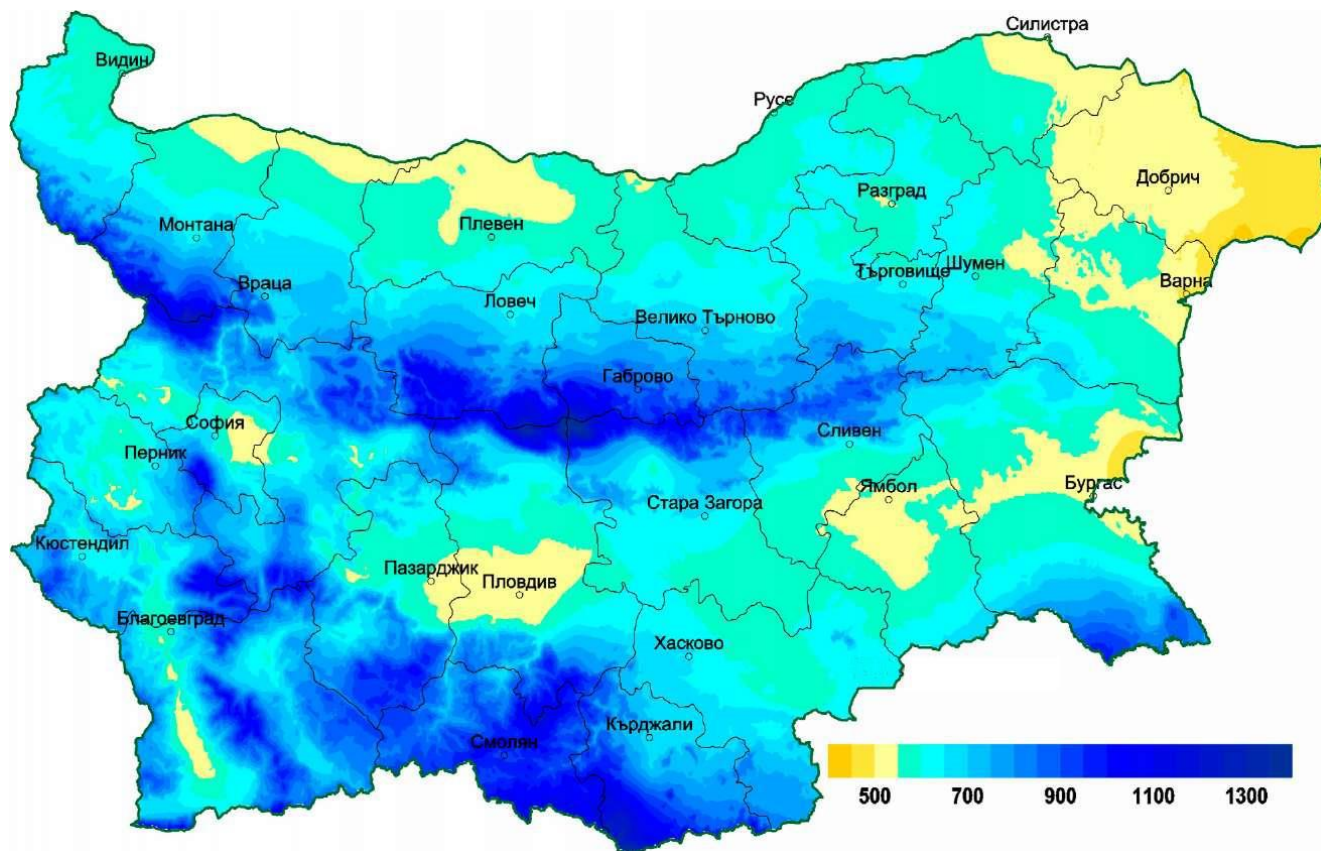 Силистра
Видин
Русе
Разград
Добрич
Монтана
Плевен
Търговище
Шумен
Варна
Враца
Ловеч
Велико Търново
Габрово
София
Сливен
Перник
Ямбол
Бургас
Стара Загора
Кюстендил
Пазарджик
Пловдив
Благоевград
Хасково
Кърджали
Смолян
500 700 900 1100 1300